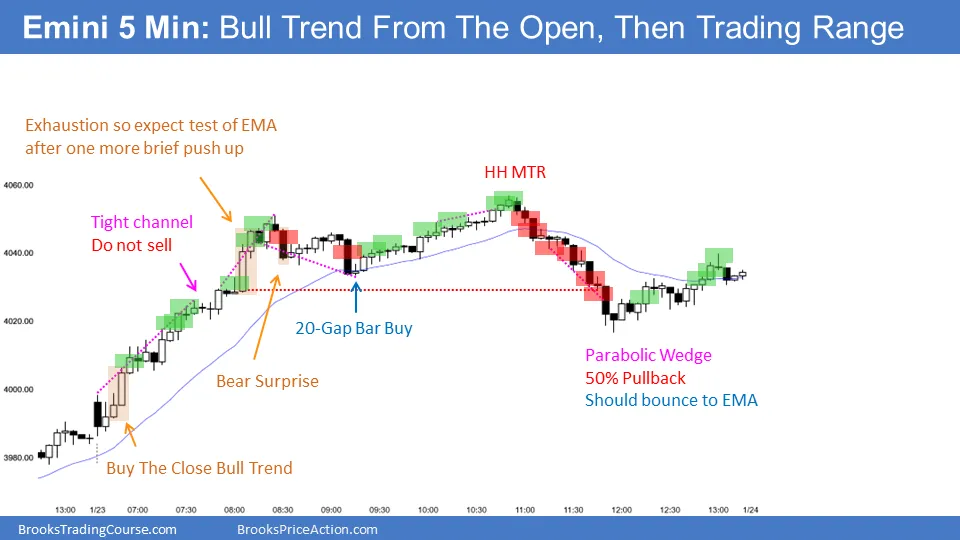 Emini 5 Min: Bull Trend From The Open, Then Trading Range
Exhaustion so expect test of EMA
after one more brief push up
HH MTR
4060.00
Tight channel
Do not sell
4040.00
4020.00
20-Gap Bar Buy
Parabolic Wedge
50% Pullback
Should bounce to EMA
Bear Surprise
4000.00
Buy The Close Bull Trend
3980.00
13:00
1/23
07:00
07:30
08:00
08:30
09:00
09:30
10:00
10:30
11:00
11:30
12:00
12:30
13:00
1/24
BrooksTradingCourse.com
BrooksPriceAction.com